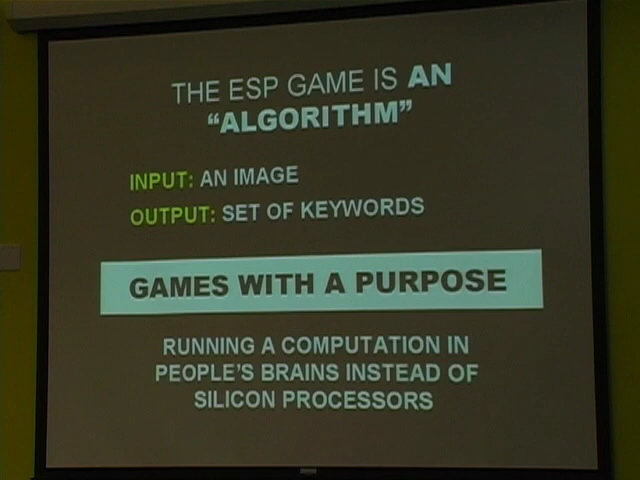 THE ESP GAME IS AN
“ALGORITHM”
INPUT: AN IMAGE
OUTPUT: SET OF KEYWORDS
GAMES WITH A PURPOSE
RUNNING A COMPUTATION IN
PEOPLE’S BRAINS INSTEAD OF
SILICON PROCESSORS